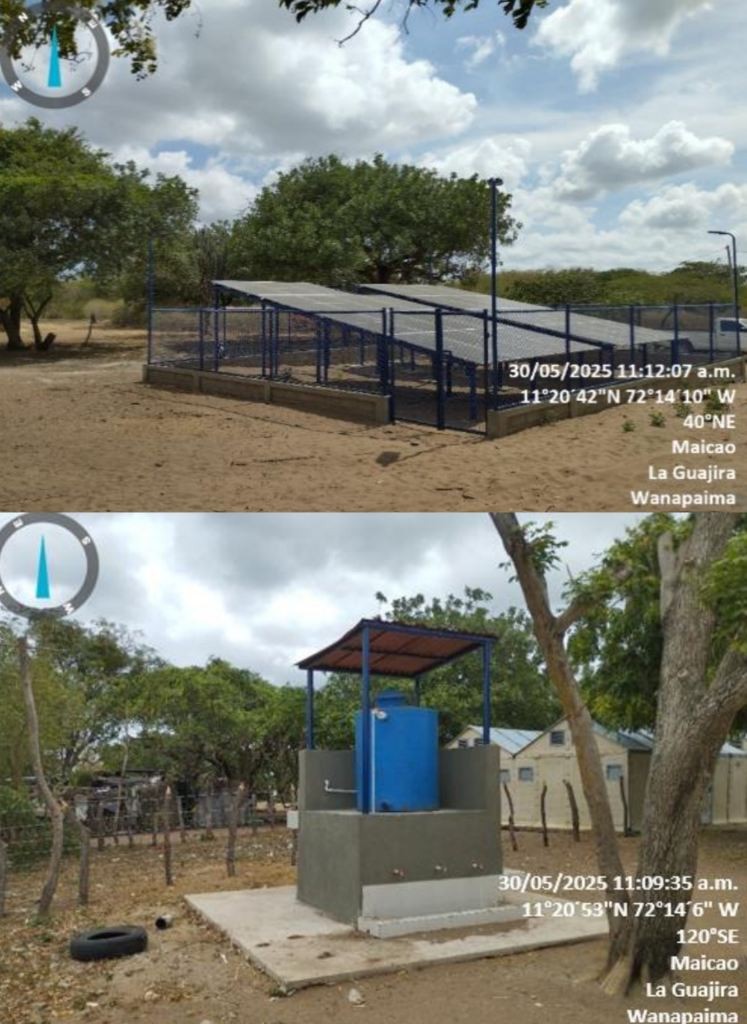 30/05/2025 11:12:07 a.m.
11°20´42"N 72°14´10" W
40°NE
Maicao
La Guajira
Wanapaima
30/05/2025 11:09:35 a.m.
11°20´53"N 72°14´6" W
120°SE
Maicao
La Guajira
Wanapaima